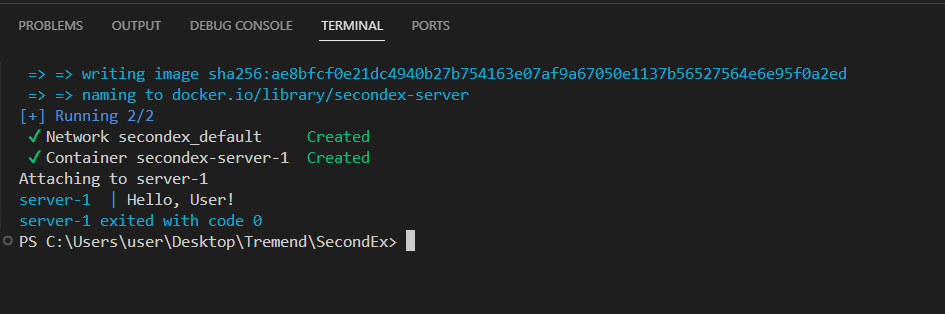 PROBLEMS OUTPUT DEBUG CONSOLE TERMINAL PORTS
=> => writing image sha256:ae8bfcf0e21dc4940b27b754163e07af9a67050e1137b56527564e6e95f0a2ed
=> => naming to docker.io/library/secondex-server
[+] Running 2/2
✓ Network secondex_default Created
✓ Container secondex-server-1 Created
Attaching to server-1
server-1 | Hello, User!
server-1 exited with code 0
PS C:\Users\user\Desktop\Tremend\SecondEx>